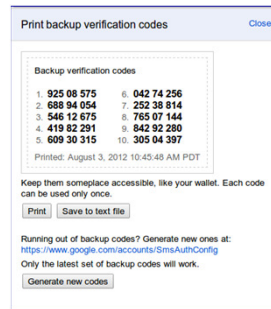 Print backup verification codes
Close
Backup verification codes
1. 925 08 575 6. 042 74 256
2. 688 94 054 7. 252 38 814
3. 546 12 675 8. 765 07 144
4. 419 82 291 9. 842 92 280
5. 609 30 315 10. 305 04 397
Printed: August 3, 2012 10:45:48 AM PDT
Keep them someplace accessible, like your wallet. Each code
can be used only once.
Print Save to text file
Running out of backup codes? Generate new ones at:
https://www.google.com/accounts/SmsAuthConfig
Only the latest set of backup codes will work.
Generate new codes